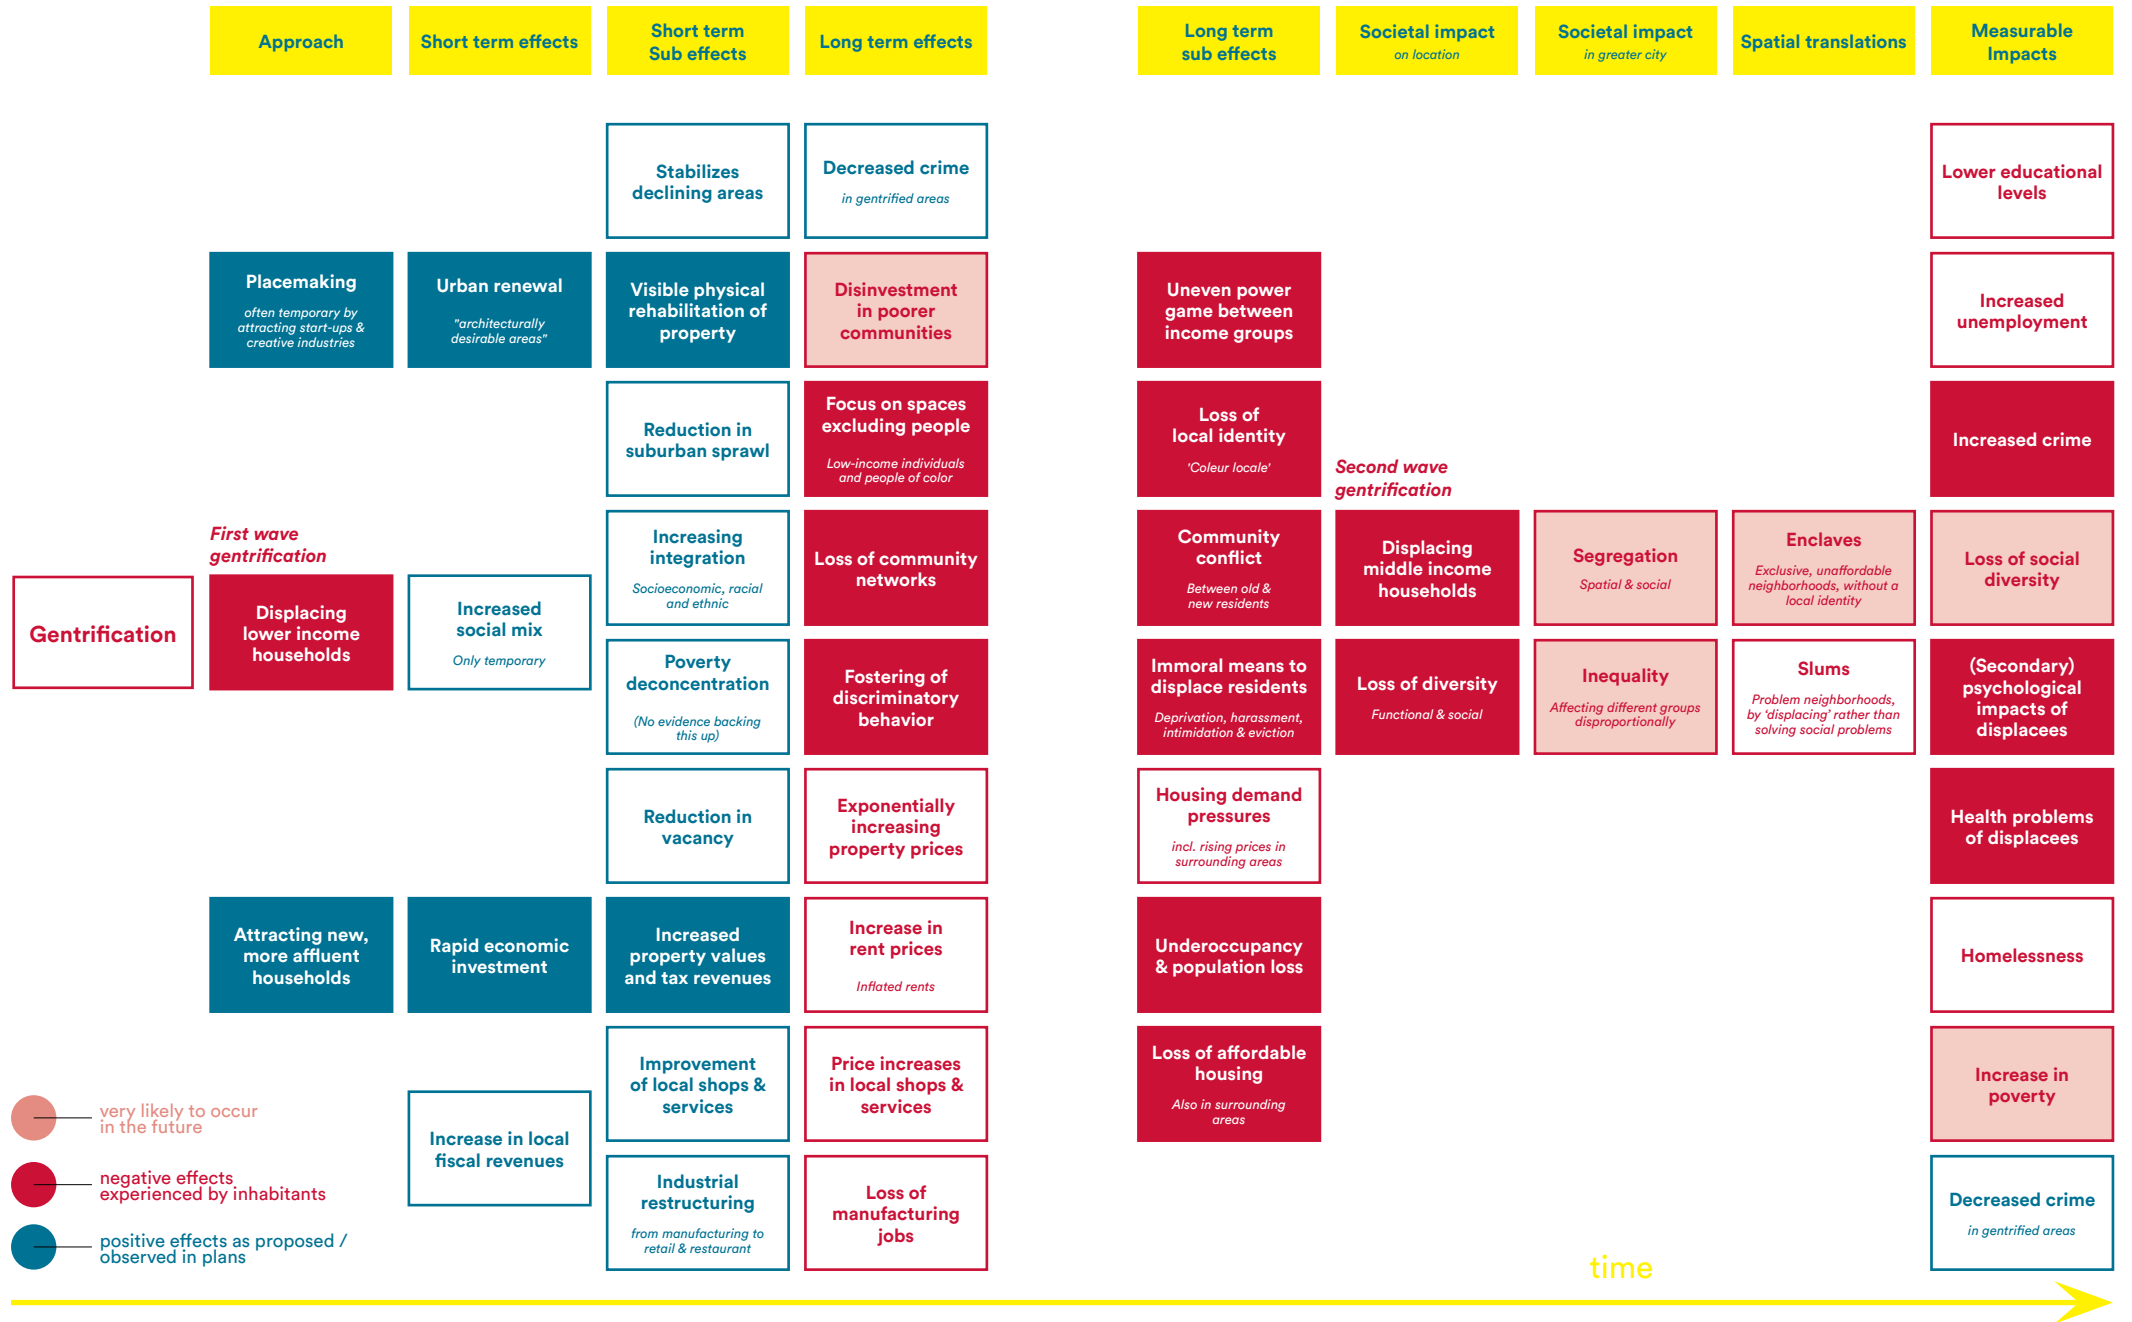 Approach
Short term effects
Short term
Sub effects
Long term effects
Long term
sub effects
Societal impact
on location
Societal impact
in greater city
Spatial translations
Measurable
Impacts
Gentrification
Placemaking
often temporary by
attracting start-ups &
creative industries
First wave
gentrification
Displacing
lower income
households
Attracting new,
more affluent
households
Urban renewal
"architecturally
desirable areas"
Increased
social mix
Only temporary
Rapid economic
investment
Increase in local
fiscal revenues
Stabilizes
declining areas
Visible physical
rehabilitation of
property
Reduction in
suburban sprawl
Increasing
integration
Socioeconomic, racial
and ethnic
Poverty
deconcentration
(No evidence backing
this up)
Reduction in
vacancy
Increased
property values
and tax revenues
Improvement
of local shops &
services
Industrial
restructuring
from manufacturing to
retail & restaurant
Decreased crime
in gentrified areas
Disinvestment
in poorer
communities
Focus on spaces
excluding people
Low-income individuals
and people of color
Loss of community
networks
Fostering of
discriminatory
behavior
Exponentially
increasing
property prices
Increase in
rent prices
Inflated rents
Price increases
in local shops &
services
Loss of
manufacturing
jobs
Uneven power
game between
income groups
Loss of
local identity
'Coleur locale'
Community
conflict
Between old &
new residents
Immoral means to
displace residents
Deprivation, harassment,
intimidation & eviction
Housing demand
pressures
incl. rising prices in
surrounding areas
Underoccupancy
& population loss
Loss of affordable
housing
Also in surrounding
areas
Second wave
gentrification
Displacing
middle income
households
Loss of diversity
Functional & social
Segregation
Spatial & social
Inequality
Affecting different groups
disproportionally
Enclaves
Exclusive, unaffordable
neighborhoods, without a
local identity
Slums
Problem neighborhoods,
by ‘displacing’ rather than
solving social problems
Lower educational
levels
Increased
unemployment
Increased crime
Loss of social
diversity
(Secondary)
psychological
impacts of
displacees
Health problems
of displacees
Homelessness
Increase in
poverty
Decreased crime
in gentrified areas
very likely to occur
in the future
negative effects
experienced by inhabitants
positive effects as proposed /
observed in plans
time